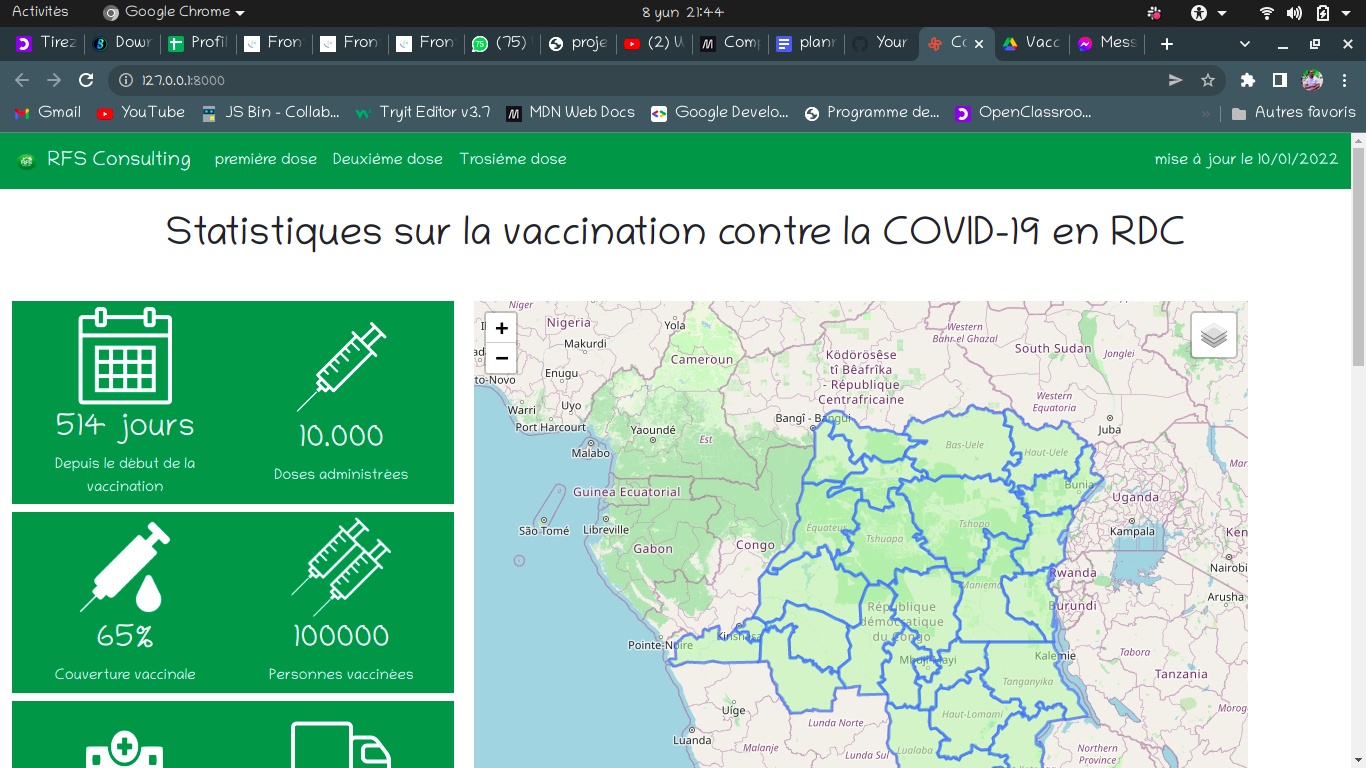 Activités Google Chrome 8 yun 21:44
Tirez Dowr Profil Fron Fron Fron (75) proje (2) W Comp planr Your Co Vacc Mess
127.0.0.1:8000
Gmail YouTube JS Bin - Collab... Tryit Editor v3.7 MDN Web Docs Google Develo... Programme de... OpenClassroo... » Autres favoris
RFS Consulting première dose Deuxième dose Trosième dose mise à jour le 10/01/2022
Statistiques sur la vaccination contre la COVID-19 en RDC
514 jours
Depuis le début de la
vaccination
10.000
Doses administrées
65%
Couverture vaccinale
100000
Personnes vaccinées
+
−
Niger
Nigeria
Yola
Makurdi
Cameroun
Enugu
to-Novo
Warri
Uyo
Port Harcourt
Yaoundé
Est
Malabo
Guinea Ecuatorial
São Tomé
Libreville
Gabon
Congo
Pointe-Noire
Kinshasa
Ködörösêse
tî Bêafrîka
- République
Centrafricaine
Bangî - Bangui
Western
Bahr-el Ghazal
South Sudan
Jonglei
Western
Equatoria
Juba
Bas-Uele
Haut-Uele
Bunia
Uganda
Kampala
Mar...
Ken
Nairobi
Équateur
Tshuapa
Tshopo
Rwanda
Maniema
Burundi
Arusha
République
démocratique
du Congo
Mbuji-Mayi
Kalemie
Tabora
Tanganyika
Tanzania
Haut-Lomami
Lualaba
Uíge
Luanda
Malanje
Lunda Norte
Lunda Sul
Morog
Northern
Province